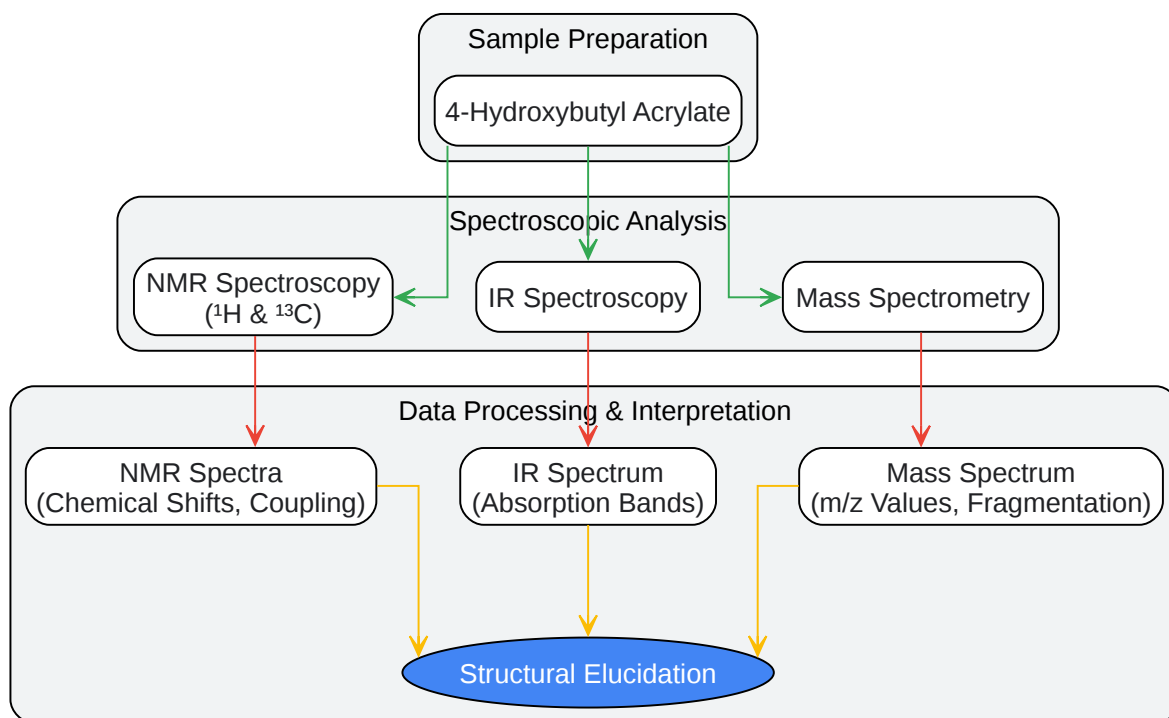 Sample Preparation
4-Hydroxybutyl Acrylate
Spectroscopic Analysis
NMR Spectroscopy
(¹H & ¹³C)
IR Spectroscopy
Mass Spectrometry
Data Processing & Interpretation
NMR Spectra
(Chemical Shifts, Coupling)
IR Spectrum
(Absorption Bands)
Mass Spectrum
(m/z Values, Fragmentation)
Structural Elucidation